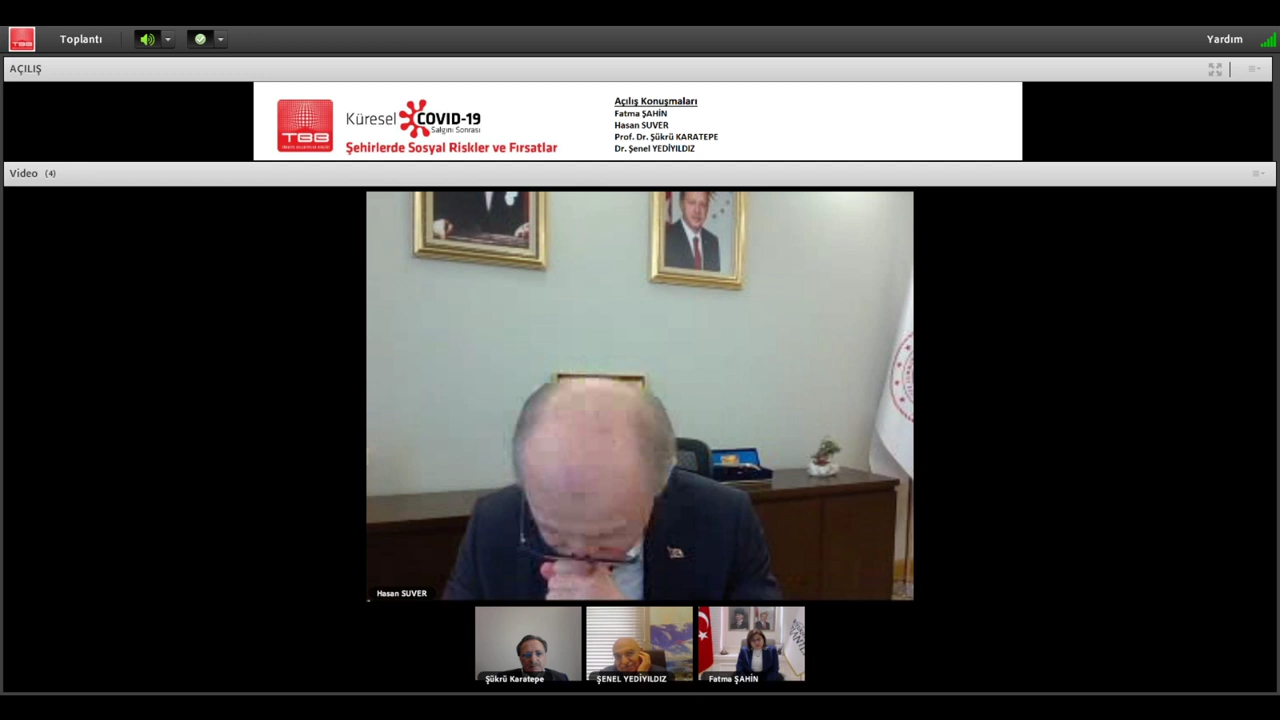 Toplantı
Yardım
AÇILIŞ
TBB
Küresel COVID-19
Salgını Sonrası
Şehirlerde Sosyal Riskler ve Fırsatlar
Açılış Konuşmaları
Fatma ŞAHİN
Hasan SUVER
Prof. Dr. Şükrü KARATEPE
Dr. Şenel YEDİYILDIZ
Video (4)
Hasan SUVER
Şükrü Karatepe
ŞENEL YEDİYILDIZ
Fatma ŞAHİN